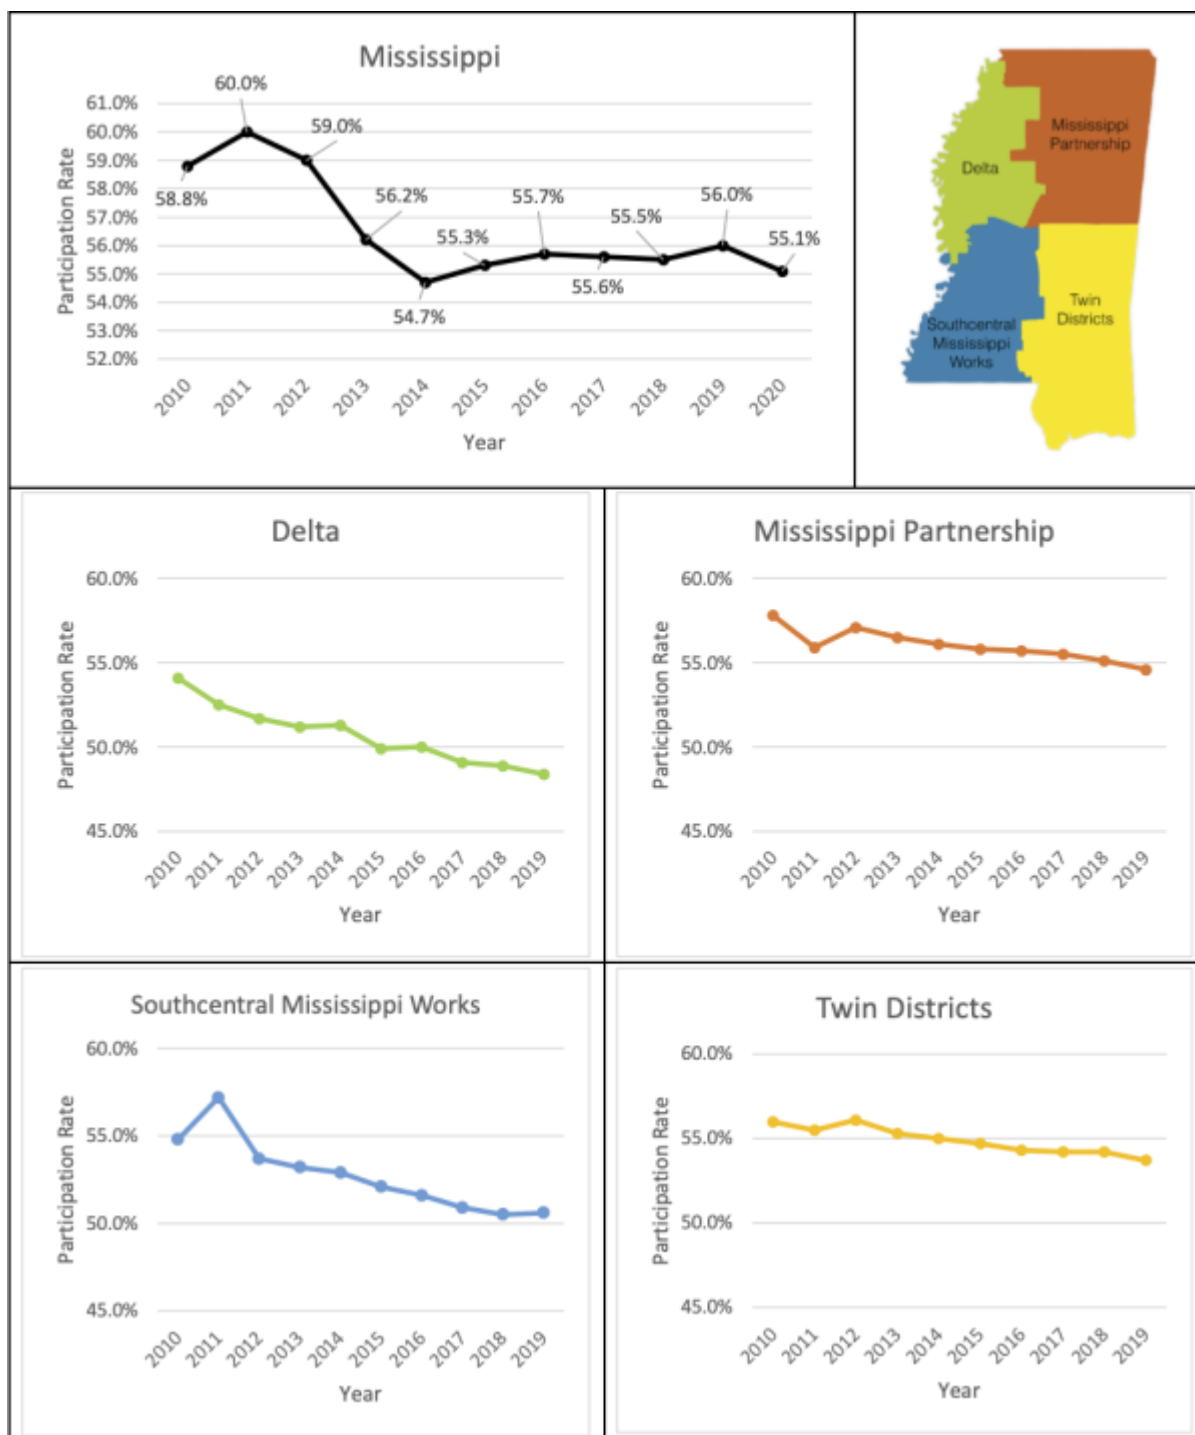 Mississippi
60.0%
61.0%
60.0%
59.0%
58.0%
57.0%
56.0%
55.0%
54.0%
53.0%
52.0%
Participation Rate
58.8%
59.0%
56.2%
54.7%
55.3%
55.7%
55.6%
55.5%
56.0%
55.1%
2010 2011 2012 2013 2014 2015 2016 2017 2018 2019 2020
Year
Mississippi
Partnership
Delta
Twin
Districts
Southcentral
Mississippi
Works
Delta
60.0%
55.0%
50.0%
45.0%
Participation Rate
2010 2011 2012 2013 2014 2015 2016 2017 2018 2019
Year
Mississippi Partnership
60.0%
55.0%
50.0%
45.0%
Participation Rate
2010 2011 2012 2013 2014 2015 2016 2017 2018 2019
Year
Southcentral Mississippi Works
60.0%
55.0%
50.0%
45.0%
Participation Rate
2010 2011 2012 2013 2014 2015 2016 2017 2018 2019
Year
Twin Districts
60.0%
55.0%
50.0%
45.0%
Participation Rate
2010 2011 2012 2013 2014 2015 2016 2017 2018 2019
Year